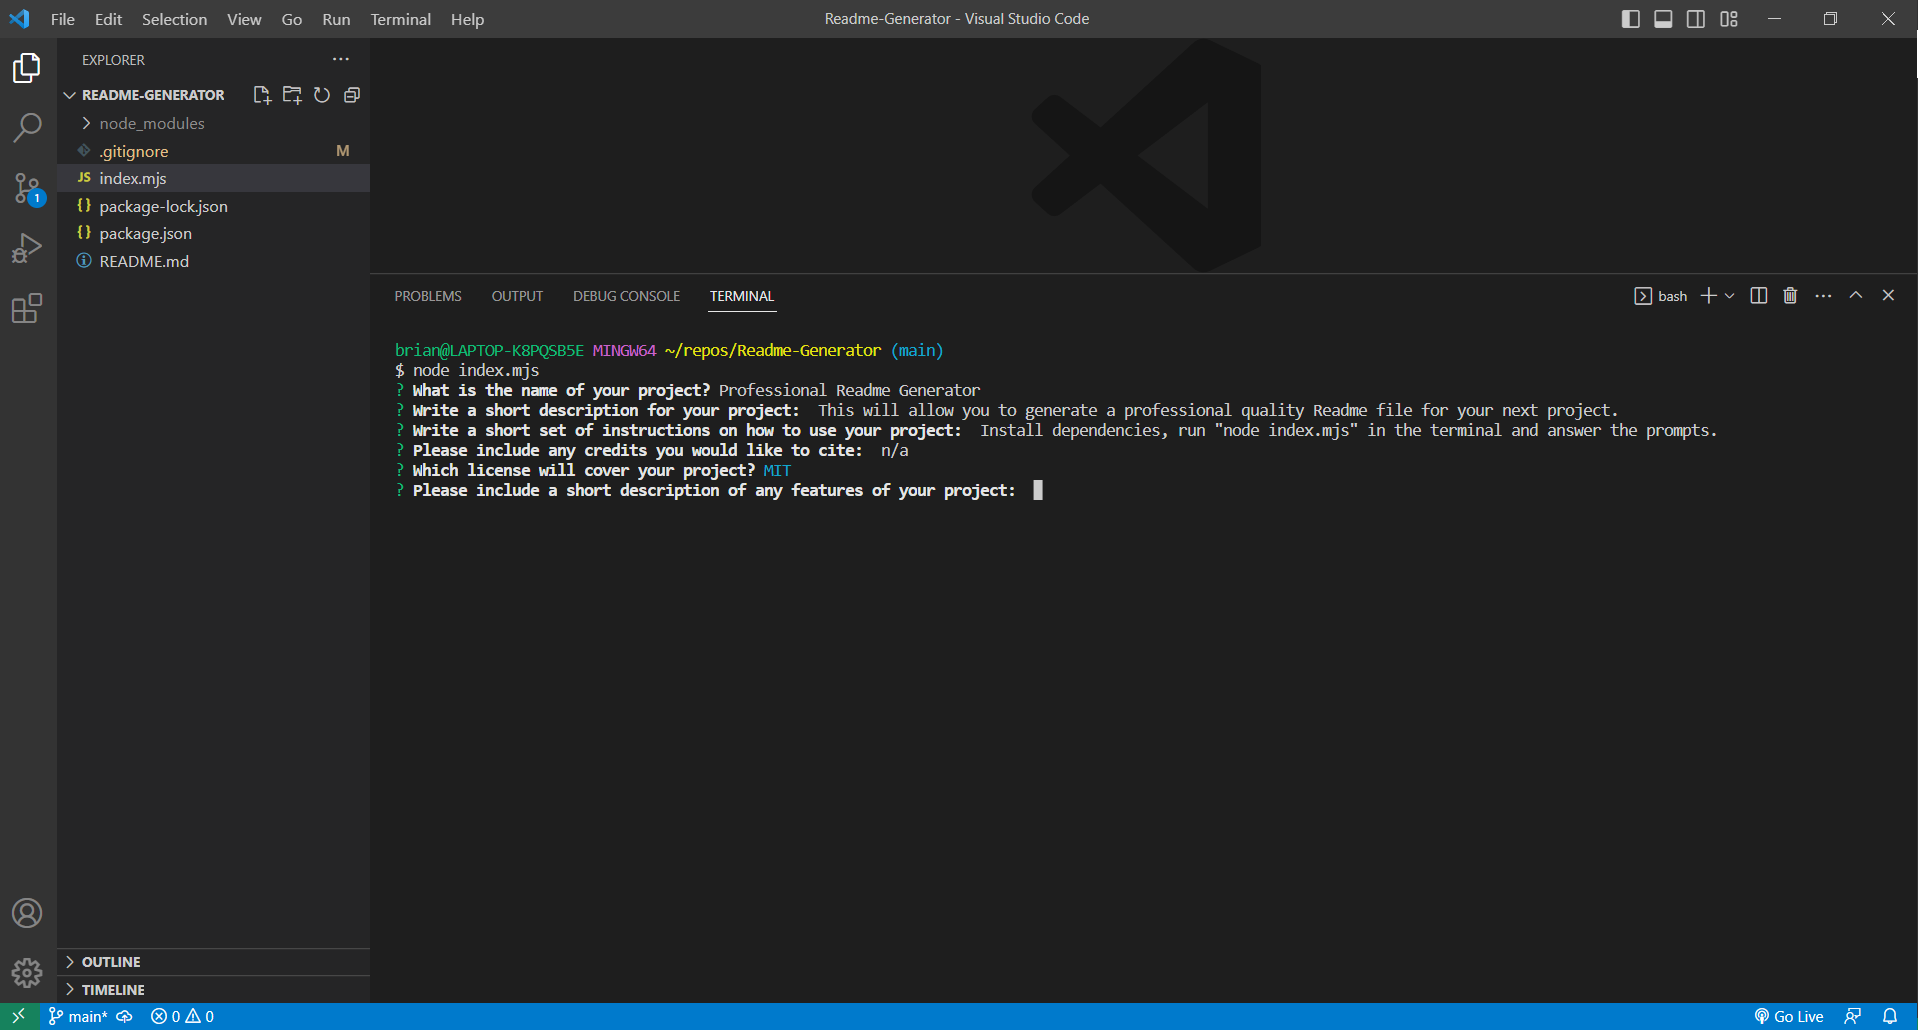 File Edit Selection View Go Run Terminal Help
Readme-Generator - Visual Studio Code
EXPLORER
README-GENERATOR
node_modules
.gitignore M
JS index.mjs
{} package-lock.json
{} package.json
README.md
1
PROBLEMS OUTPUT DEBUG CONSOLE TERMINAL
bash
brian@LAPTOP-K8PQSB5E MINGW64 ~/repos/Readme-Generator (main)
$ node index.mjs
? What is the name of your project? Professional Readme Generator
? Write a short description for your project:  This will allow you to generate a professional quality Readme file for your next project.
? Write a short set of instructions on how to use your project:  Install dependencies, run "node index.mjs" in the terminal and answer the prompts.
? Please include any credits you would like to cite:  n/a
? Which license will cover your project? MIT
? Please include a short description of any features of your project:
OUTLINE
TIMELINE
main* 0 0
Go Live